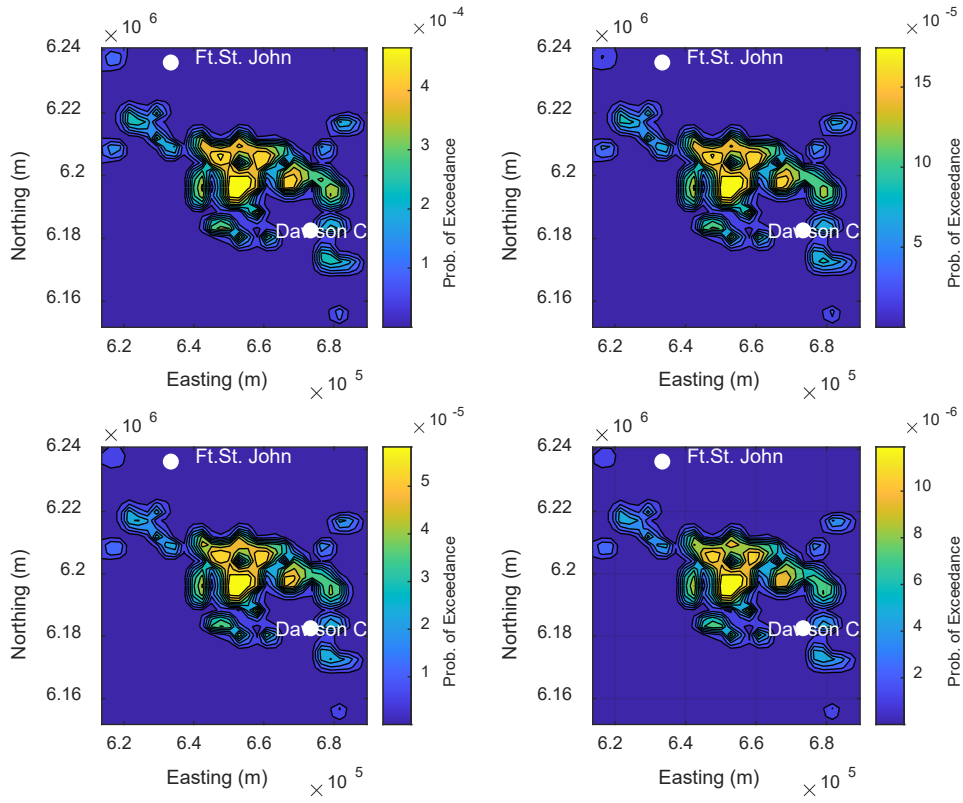 × 10 6
× 10 -4
6.24
Ft.St. John
6.22
6.2
6.18
6.16
Northing (m)
Dawson C
6.2
6.4
6.6
6.8
Easting (m)
× 10 5
4
3
2
1
Prob. of Exceedance
× 10 6
× 10 -5
6.24
Ft.St. John
6.22
6.2
6.18
6.16
Northing (m)
Dawson C
6.2
6.4
6.6
6.8
Easting (m)
× 10 5
15
10
5
Prob. of Exceedance
× 10 6
× 10 -5
6.24
Ft.St. John
6.22
6.2
6.18
6.16
Northing (m)
Dawson C
6.2
6.4
6.6
6.8
Easting (m)
× 10 5
5
4
3
2
1
Prob. of Exceedance
× 10 6
× 10 -6
6.24
Ft.St. John
6.22
6.2
6.18
6.16
Northing (m)
Dawson C
6.2
6.4
6.6
6.8
Easting (m)
× 10 5
10
8
6
4
2
Prob. of Exceedance